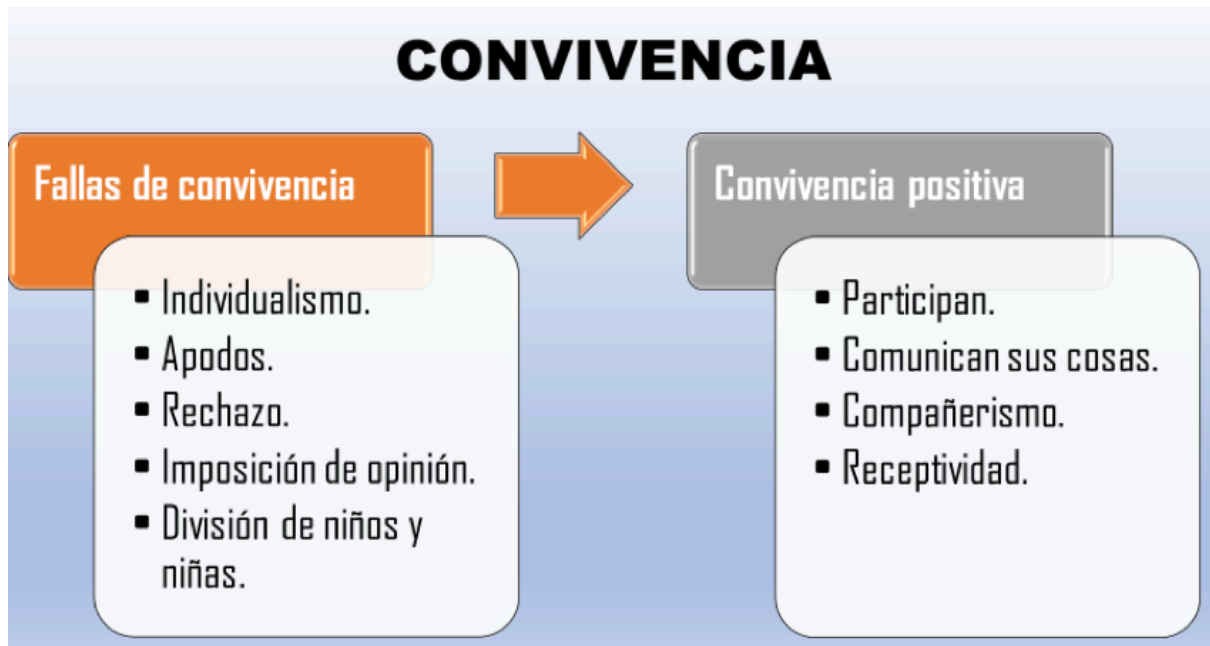 CONVIVENCIA
Fallas de convivencia
▪ Individualismo.
▪ Apodos.
▪ Rechazo.
▪ Imposición de opinión.
▪ División de niños y
niñas.
Convivencia positiva
▪ Participan.
▪ Comunican sus cosas.
▪ Compañerismo.
▪ Receptividad.